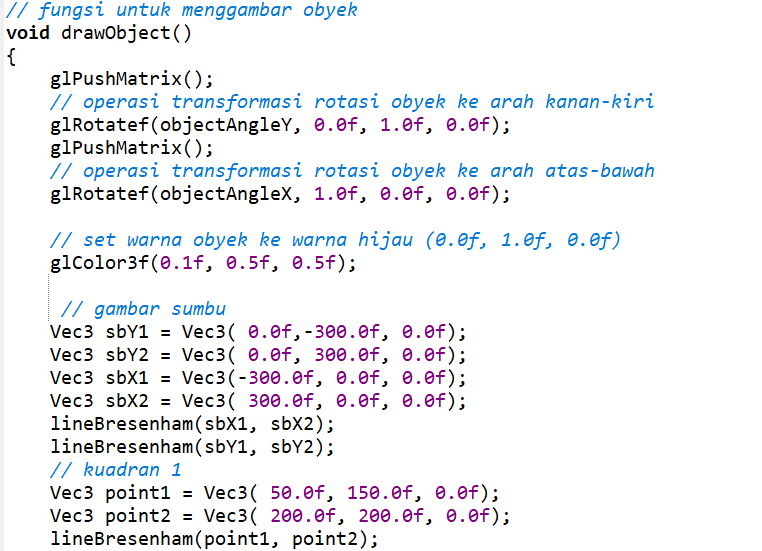 // fungsi untuk menggambar obyek
void drawObject()
{
    glPushMatrix();
    // operasi transformasi rotasi obyek ke arah kanan-kiri
    glRotatef(objectAngleY, 0.0f, 1.0f, 0.0f);
    glPushMatrix();
    // operasi transformasi rotasi obyek ke arah atas-bawah
    glRotatef(objectAngleX, 1.0f, 0.0f, 0.0f);

    // set warna obyek ke warna hijau (0.0f, 1.0f, 0.0f)
    glColor3f(0.1f, 0.5f, 0.5f);

     // gambar sumbu
    Vec3 sbY1 = Vec3( 0.0f,-300.0f, 0.0f);
    Vec3 sbY2 = Vec3( 0.0f, 300.0f, 0.0f);
    Vec3 sbX1 = Vec3(-300.0f, 0.0f, 0.0f);
    Vec3 sbX2 = Vec3( 300.0f, 0.0f, 0.0f);
    lineBresenham(sbX1, sbX2);
    lineBresenham(sbY1, sbY2);
    // kuadran 1
    Vec3 point1 = Vec3( 50.0f, 150.0f, 0.0f);
    Vec3 point2 = Vec3( 200.0f, 200.0f, 0.0f);
    lineBresenham(point1, point2);